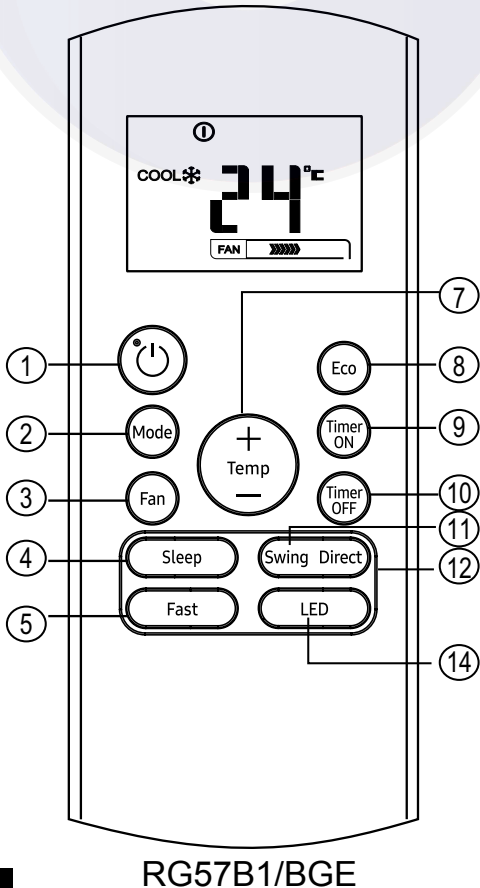 COOL 24°C
FAN
7
1
8
Eco
2
Mode
+
Temp
−
Timer
ON
9
3
Fan
Timer
OFF
10
11
4
Sleep
Swing Direct
12
5
Fast
LED
14
RG57B1/BGE